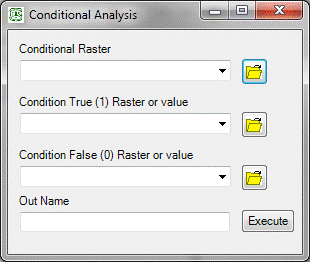 Conditional Analysis
Conditional Raster
Condition True (1) Raster or value
Condition False (0) Raster or value
Out Name
Execute